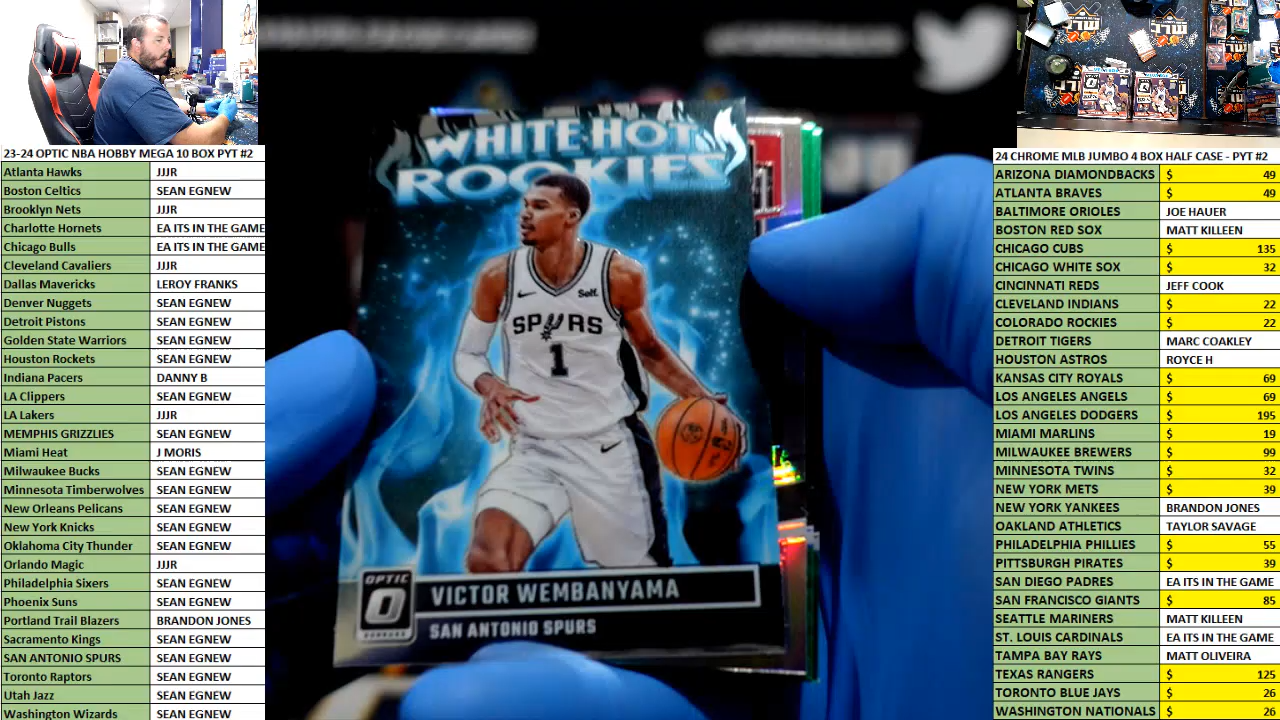 23-24 OPTIC NBA HOBBY MEGA 10 BOX PYT #2
Atlanta Hawks JJJR
Boston Celtics SEAN EGNEW
Brooklyn Nets JJJR
Charlotte Hornets EA ITS IN THE GAME
Chicago Bulls EA ITS IN THE GAME
Cleveland Cavaliers JJJR
Dallas Mavericks LEROY FRANKS
Denver Nuggets SEAN EGNEW
Detroit Pistons SEAN EGNEW
Golden State Warriors SEAN EGNEW
Houston Rockets SEAN EGNEW
Indiana Pacers DANNY B
LA Clippers SEAN EGNEW
LA Lakers JJJR
MEMPHIS GRIZZLIES SEAN EGNEW
Miami Heat J MORIS
Milwaukee Bucks SEAN EGNEW
Minnesota Timberwolves SEAN EGNEW
New Orleans Pelicans SEAN EGNEW
New York Knicks SEAN EGNEW
Oklahoma City Thunder SEAN EGNEW
Orlando Magic JJJR
Philadelphia Sixers SEAN EGNEW
Phoenix Suns SEAN EGNEW
Portland Trail Blazers BRANDON JONES
Sacramento Kings SEAN EGNEW
SAN ANTONIO SPURS SEAN EGNEW
Toronto Raptors SEAN EGNEW
Utah Jazz SEAN EGNEW
Washington Wizards SEAN EGNEW
WHITE HOT
ROOKIES
Self.
SPURS
1
OPTIC
O
DONRUSS
VICTOR WEMBANYAMA
SAN ANTONIO SPURS
24 CHROME MLB JUMBO 4 BOX HALF CASE - PYT #2
ARIZONA DIAMONDBACKS $ 49
ATLANTA BRAVES $ 49
BALTIMORE ORIOLES JOE HAUER
BOSTON RED SOX MATT KILLEEN
CHICAGO CUBS $ 135
CHICAGO WHITE SOX $ 32
CINCINNATI REDS JEFF COOK
CLEVELAND INDIANS $ 22
COLORADO ROCKIES $ 22
DETROIT TIGERS MARC COAKLEY
HOUSTON ASTROS ROYCE H
KANSAS CITY ROYALS $ 69
LOS ANGELES ANGELS $ 69
LOS ANGELES DODGERS $ 195
MIAMI MARLINS $ 19
MILWAUKEE BREWERS $ 99
MINNESOTA TWINS $ 32
NEW YORK METS $ 39
NEW YORK YANKEES BRANDON JONES
OAKLAND ATHLETICS TAYLOR SAVAGE
PHILADELPHIA PHILLIES $ 55
PITTSBURGH PIRATES $ 39
SAN DIEGO PADRES EA ITS IN THE GAME
SAN FRANCISCO GIANTS $ 85
SEATTLE MARINERS MATT KILLEEN
ST. LOUIS CARDINALS EA ITS IN THE GAME
TAMPA BAY RAYS MATT OLIVEIRA
TEXAS RANGERS $ 125
TORONTO BLUE JAYS $ 26
WASHINGTON NATIONALS $ 26